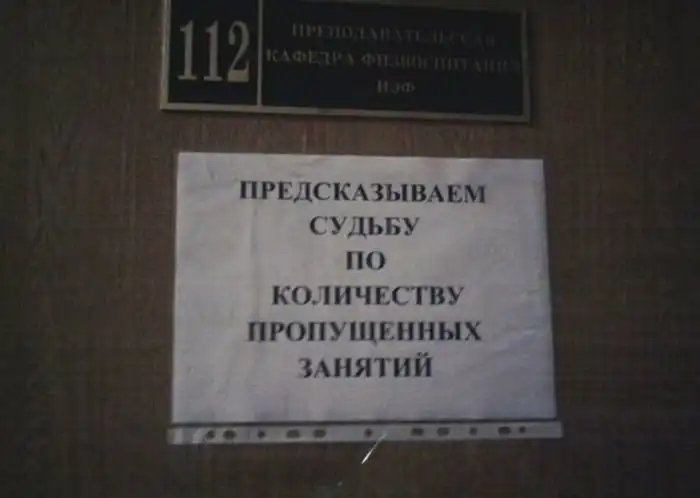 112
ПРЕПОДАВАТЕЛЬСКАЯ
КАФЕДРА ФИЗВОСПИТАНИЯ
ПРЕДСКАЗЫВАЕМ
СУДЬБУ
ПО
КОЛИЧЕСТВУ
ПРОПУЩЕННЫХ
ЗАНЯТИЙ